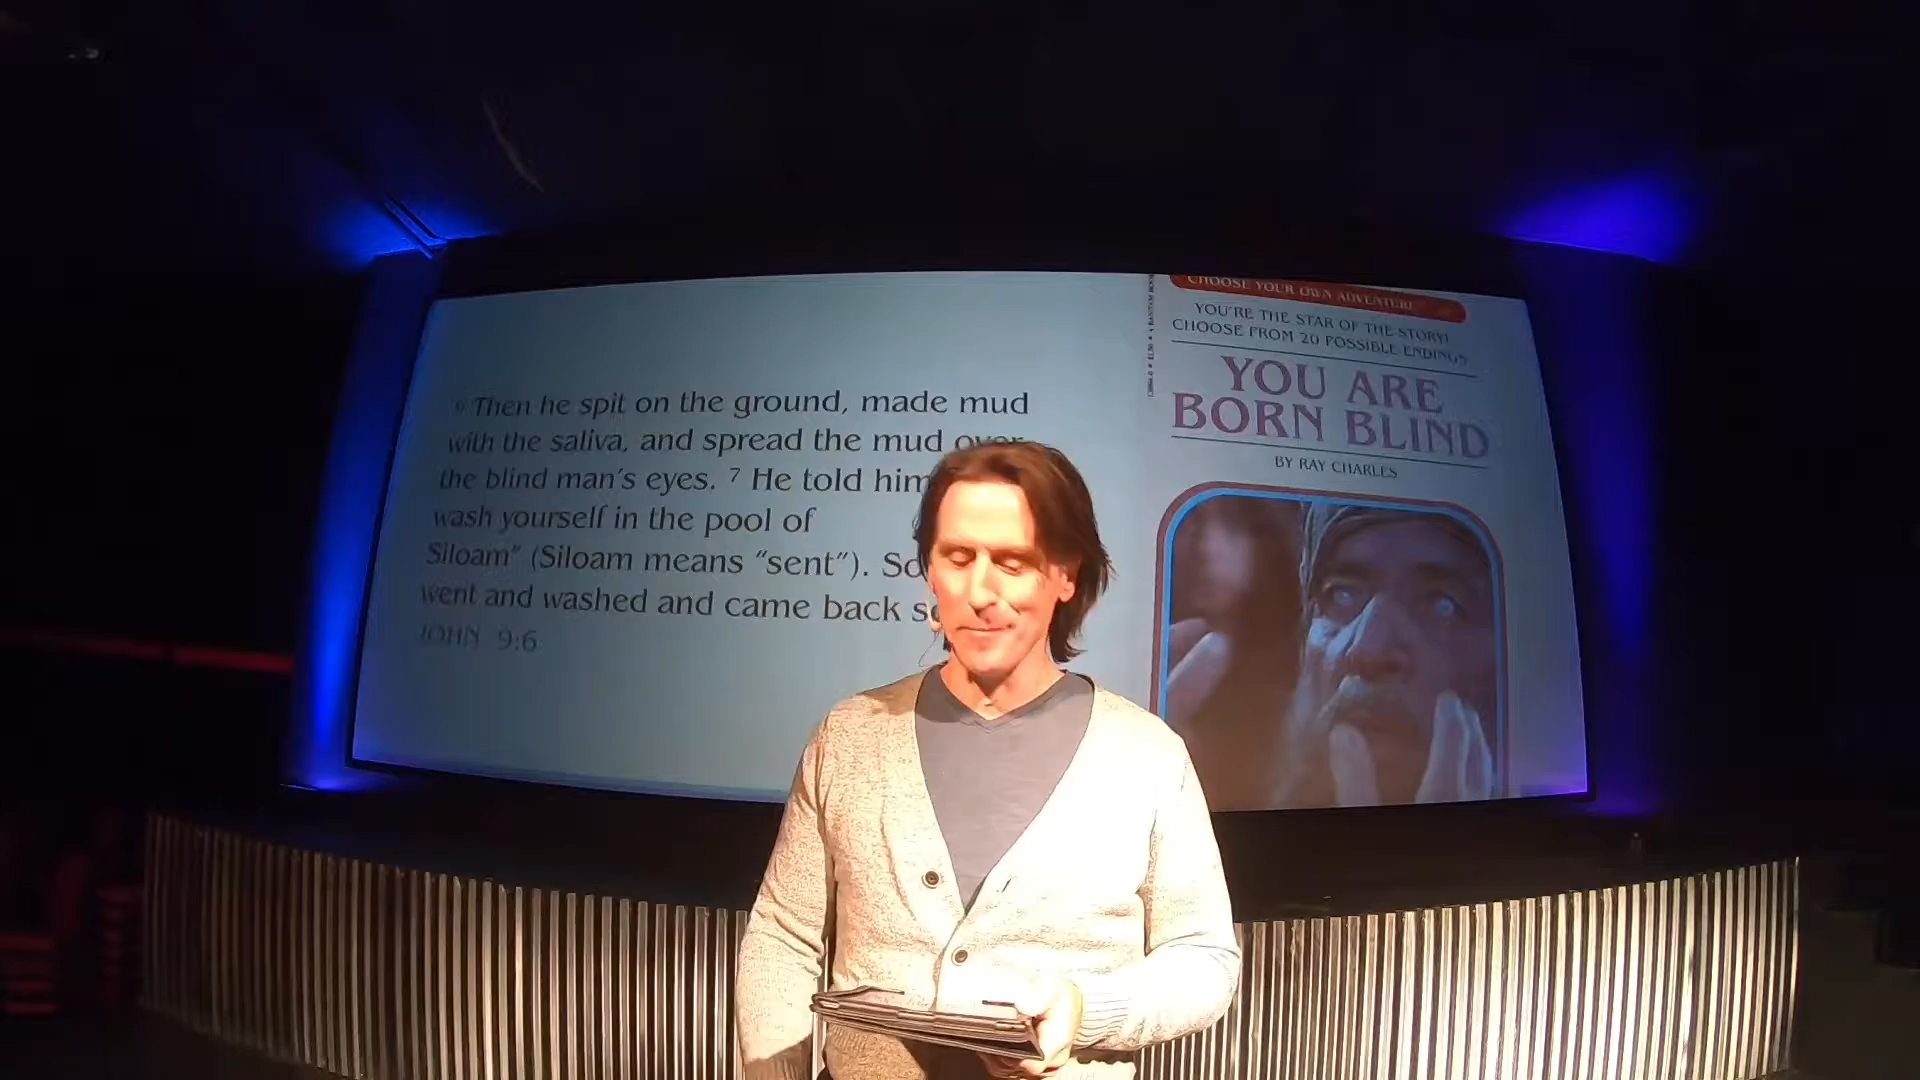 6 Then he spit on the ground, made mud
with the saliva, and spread the mud over
the blind man's eyes. 7 He told him
wash yourself in the pool of
Siloam" (Siloam means "sent"). So
went and washed and came back
JOHN 9:6
CHOOSE YOUR OWN ADVENTURE
YOU'RE THE STAR OF THE STORY!
CHOOSE FROM 20 POSSIBLE ENDINGS
YOU ARE
BORN BLIND
BY RAY CHARLES